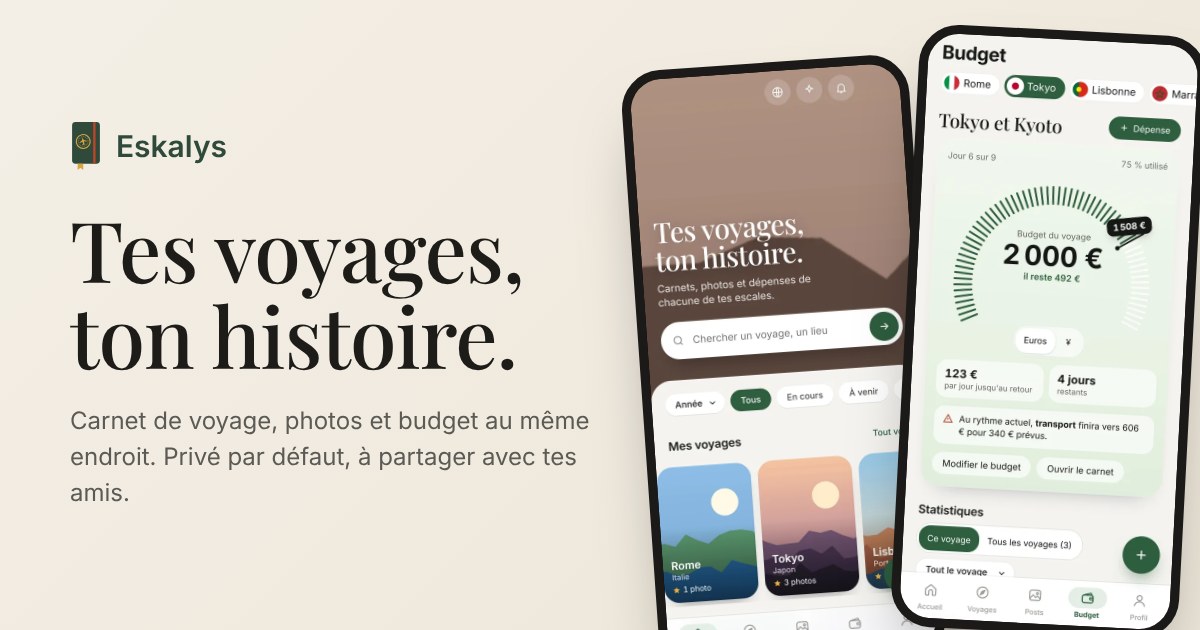 Eskalys
Tes voyages,
ton histoire.
Carnet de voyage, photos et budget au même
endroit. Privé par défaut, à partager avec tes
amis.
Tes voyages,
ton histoire.
Carnets, photos et dépenses de
chacune de tes escales.
Chercher un voyage, un lieu
Année
Tous
En cours
À venir
Mes voyages
Rome
Italie
★ 1 photo
Tokyo
Japon
★ 3 photos
Budget
Rome
Tokyo
Lisbonne
Tokyo et Kyoto
+ Dépense
Jour 6 sur 9
75 % utilisé
1 508 €
Budget du voyage
2 000 €
il reste 492 €
Euros
¥
123 €
par jour jusqu'au retour
4 jours
restants
Au rythme actuel, transport finira vers 606
€ pour 340 € prévus.
Modifier le budget
Ouvrir le carnet
Statistiques
Ce voyage
Tous les voyages (3)
Tout le voyage
+
Accueil
Voyages
Posts
Budget
Profil